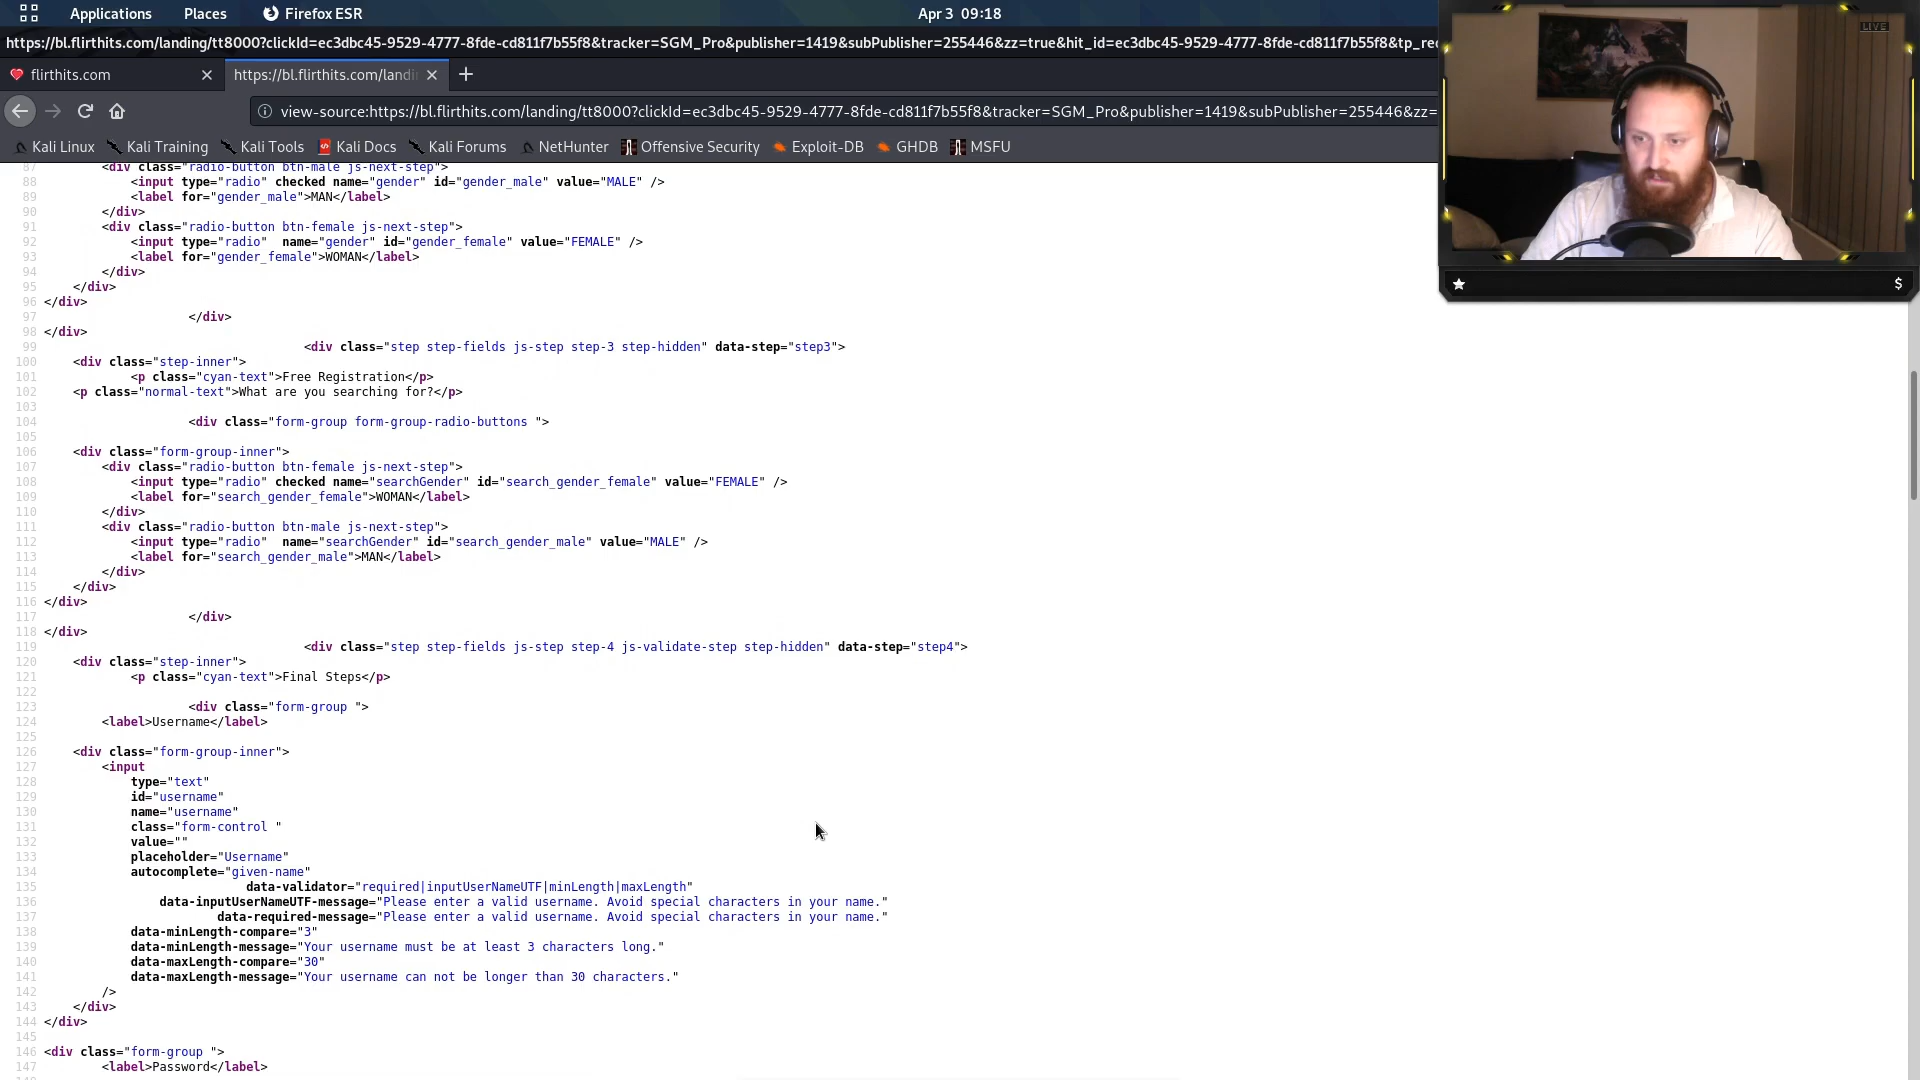 Applications Places Firefox ESR Apr 3 09:18
https://bl.flirthits.com/landing/tt8000?clickId=ec3dbc45-9529-4777-8fde-cd811f7b55f8&tracker=SGM_Pro&publisher=1419&subPublisher=255446&zz=true&hit_id=ec3dbc45-9529-4777-8fde-cd811f7b55f8&tp_rec
flirthits.com https://bl.flirthits.com/landi
view-source:https://bl.flirthits.com/landing/tt8000?clickId=ec3dbc45-9529-4777-8fde-cd811f7b55f8&tracker=SGM_Pro&publisher=1419&subPublisher=255446&zz=
Kali Linux Kali Training Kali Tools Kali Docs Kali Forums NetHunter Offensive Security Exploit-DB GHDB MSFU
LIVE
$
87 <div class="radio-button btn-male js-next-step">
88 <input type="radio" checked name="gender" id="gender_male" value="MALE" />
89 <label for="gender_male">MAN</label>
90 </div>
91 <div class="radio-button btn-female js-next-step">
92 <input type="radio"  name="gender" id="gender_female" value="FEMALE" />
93 <label for="gender_female">WOMAN</label>
94 </div>
95 </div>
96 </div>
97 </div>
98 </div>
99 <div class="step step-fields js-step step-3 step-hidden" data-step="step3">
100 <div class="step-inner">
101 <p class="cyan-text">Free Registration</p>
102 <p class="normal-text">What are you searching for?</p>
103
104 <div class="form-group form-group-radio-buttons ">
105
106 <div class="form-group-inner">
107 <div class="radio-button btn-female js-next-step">
108 <input type="radio" checked name="searchGender" id="search_gender_female" value="FEMALE" />
109 <label for="search_gender_female">WOMAN</label>
110 </div>
111 <div class="radio-button btn-male js-next-step">
112 <input type="radio"  name="searchGender" id="search_gender_male" value="MALE" />
113 <label for="search_gender_male">MAN</label>
114 </div>
115 </div>
116 </div>
117 </div>
118 </div>
119 <div class="step step-fields js-step step-4 js-validate-step step-hidden" data-step="step4">
120 <div class="step-inner">
121 <p class="cyan-text">Final Steps</p>
122
123 <div class="form-group ">
124 <label>Username</label>
125
126 <div class="form-group-inner">
127 <input
128 type="text"
129 id="username"
130 name="username"
131 class="form-control "
132 value=""
133 placeholder="Username"
134 autocomplete="given-name"
135 data-validator="required|inputUserNameUTF|minLength|maxLength"
136 data-inputUserNameUTF-message="Please enter a valid username. Avoid special characters in your name."
137 data-required-message="Please enter a valid username. Avoid special characters in your name."
138 data-minLength-compare="3"
139 data-minLength-message="Your username must be at least 3 characters long."
140 data-maxLength-compare="30"
141 data-maxLength-message="Your username can not be longer than 30 characters."
142 />
143 </div>
144 </div>
145
146 <div class="form-group ">
147 <label>Password</label>